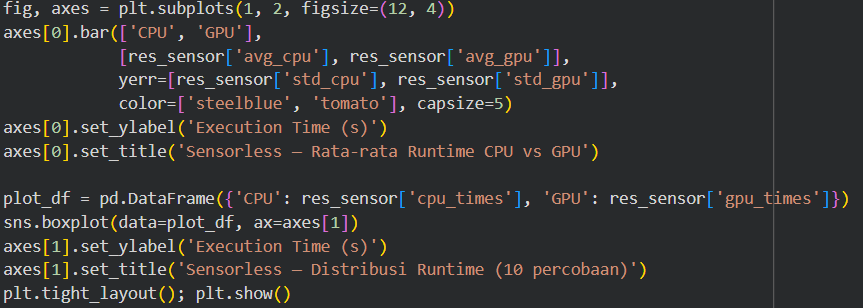 fig, axes = plt.subplots(1, 2, figsize=(12, 4))
axes[0].bar(['CPU', 'GPU'],
            [res_sensor['avg_cpu'], res_sensor['avg_gpu']],
            yerr=[res_sensor['std_cpu'], res_sensor['std_gpu']],
            color=['steelblue', 'tomato'], capsize=5)
axes[0].set_ylabel('Execution Time (s)')
axes[0].set_title('Sensorless — Rata-rata Runtime CPU vs GPU')

plot_df = pd.DataFrame({'CPU': res_sensor['cpu_times'], 'GPU': res_sensor['gpu_times']})
sns.boxplot(data=plot_df, ax=axes[1])
axes[1].set_ylabel('Execution Time (s)')
axes[1].set_title('Sensorless — Distribusi Runtime (10 percobaan)')
plt.tight_layout(); plt.show()